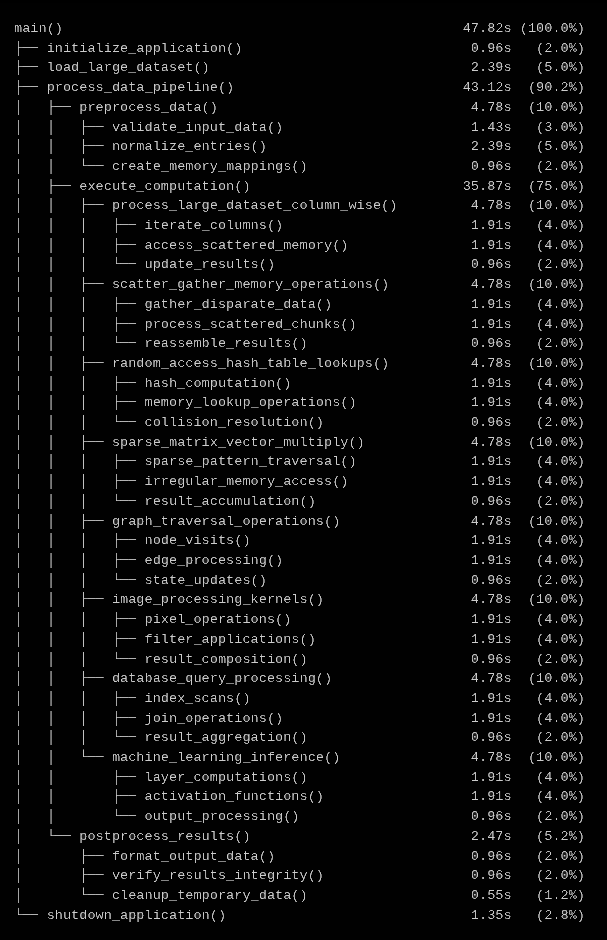 main()                                                 47.82s (100.0%)
├── initialize_application()                            0.96s   (2.0%)
├── load_large_dataset()                                2.39s   (5.0%)
├── process_data_pipeline()                            43.12s  (90.2%)
│   ├── preprocess_data()                               4.78s  (10.0%)
│   │   ├── validate_input_data()                       1.43s   (3.0%)
│   │   ├── normalize_entries()                         2.39s   (5.0%)
│   │   └── create_memory_mappings()                    0.96s   (2.0%)
│   ├── execute_computation()                          35.87s  (75.0%)
│   │   ├── process_large_dataset_column_wise()         4.78s  (10.0%)
│   │   │   ├── iterate_columns()                       1.91s   (4.0%)
│   │   │   ├── access_scattered_memory()               1.91s   (4.0%)
│   │   │   └── update_results()                        0.96s   (2.0%)
│   │   ├── scatter_gather_memory_operations()          4.78s  (10.0%)
│   │   │   ├── gather_disparate_data()                 1.91s   (4.0%)
│   │   │   ├── process_scattered_chunks()              1.91s   (4.0%)
│   │   │   └── reassemble_results()                    0.96s   (2.0%)
│   │   ├── random_access_hash_table_lookups()          4.78s  (10.0%)
│   │   │   ├── hash_computation()                      1.91s   (4.0%)
│   │   │   ├── memory_lookup_operations()              1.91s   (4.0%)
│   │   │   └── collision_resolution()                  0.96s   (2.0%)
│   │   ├── sparse_matrix_vector_multiply()             4.78s  (10.0%)
│   │   │   ├── sparse_pattern_traversal()              1.91s   (4.0%)
│   │   │   ├── irregular_memory_access()               1.91s   (4.0%)
│   │   │   └── result_accumulation()                   0.96s   (2.0%)
│   │   ├── graph_traversal_operations()                4.78s  (10.0%)
│   │   │   ├── node_visits()                           1.91s   (4.0%)
│   │   │   ├── edge_processing()                       1.91s   (4.0%)
│   │   │   └── state_updates()                         0.96s   (2.0%)
│   │   ├── image_processing_kernels()                  4.78s  (10.0%)
│   │   │   ├── pixel_operations()                      1.91s   (4.0%)
│   │   │   ├── filter_applications()                   1.91s   (4.0%)
│   │   │   └── result_composition()                    0.96s   (2.0%)
│   │   ├── database_query_processing()                 4.78s  (10.0%)
│   │   │   ├── index_scans()                           1.91s   (4.0%)
│   │   │   ├── join_operations()                       1.91s   (4.0%)
│   │   │   └── result_aggregation()                    0.96s   (2.0%)
│   │   └── machine_learning_inference()                4.78s  (10.0%)
│   │       ├── layer_computations()                    1.91s   (4.0%)
│   │       ├── activation_functions()                  1.91s   (4.0%)
│   │       └── output_processing()                     0.96s   (2.0%)
│   └── postprocess_results()                           2.47s   (5.2%)
│       ├── format_output_data()                        0.96s   (2.0%)
│       ├── verify_results_integrity()                  0.96s   (2.0%)
│       └── cleanup_temporary_data()                    0.55s   (1.2%)
└── shutdown_application()                              1.35s   (2.8%)